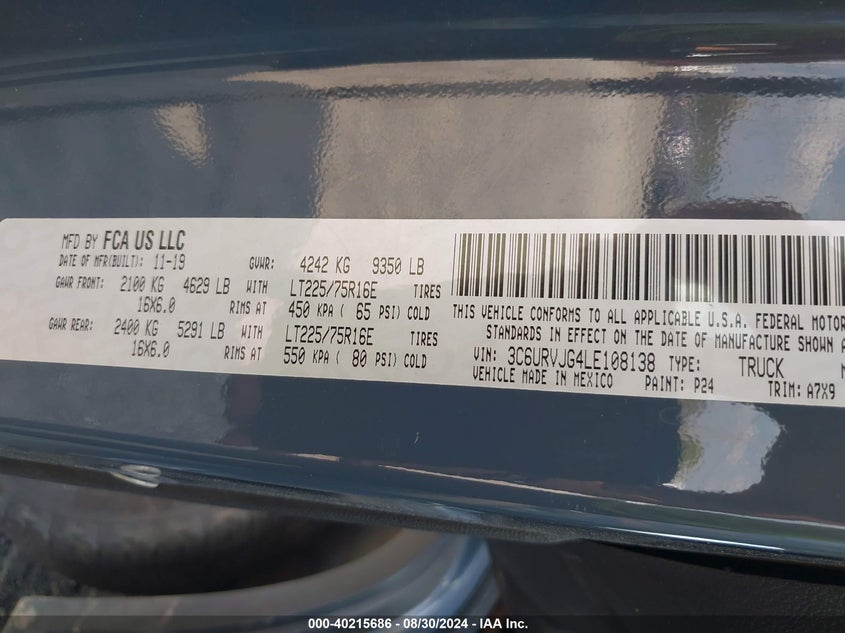 MFD BY FCA US LLC
DATE OF MFR(BUILT): 11-19 GVWR: 4242 KG 9350 LB
GAWR FRONT: 2100 KG 4629 LB WITH LT225/75R16E TIRES
16X6.0 RIMS AT 450 KPA ( 65 PSI) COLD
GAWR REAR: 2400 KG 5291 LB WITH LT225/75R16E TIRES
16X6.0 RIMS AT 550 KPA ( 80 PSI) COLD
THIS VEHICLE CONFORMS TO ALL APPLICABLE U.S.A. FEDERAL MOTOR
STANDARDS IN EFFECT ON THE DATE OF MANUFACTURE SHOWN
VIN: 3C6URVJG4LE108138 TYPE: TRUCK
VEHICLE MADE IN MEXICO PAINT: P24 TRIM: A7X9
000-40215686 / 08/30/2024 - IAA Inc.